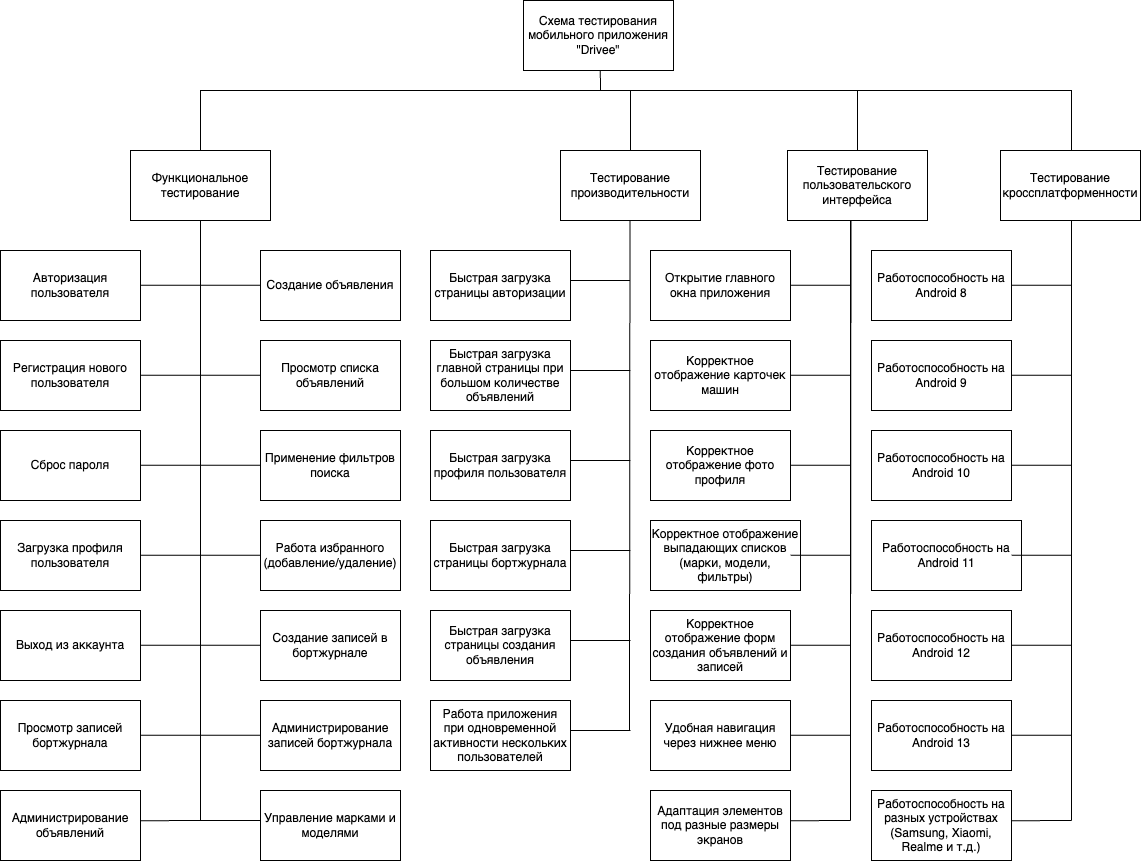 Схема тестирования
мобильного приложения
"Drivee"
Функциональное
тестирование
Тестирование
производительности
Тестирование
пользовательского
интерфейса
Тестирование
кроссплатформенности
Авторизация
пользователя
Создание объявления
Быстрая загрузка
страницы авторизации
Открытие главного
окна приложения
Работоспособность на
Android 8
Регистрация нового
пользователя
Просмотр списка
объявлений
Быстрая загрузка
главной страницы при
большом количестве
объявлений
Корректное
отображение карточек
машин
Работоспособность на
Android 9
Сброс пароля
Применение фильтров
поиска
Быстрая загрузка
профиля пользователя
Корректное
отображение фото
профиля
Работоспособность на
Android 10
Загрузка профиля
пользователя
Работа избранного
(добавление/удаление)
Быстрая загрузка
страницы бортжурнала
Корректное отображение
выпадающих списков
(марки, модели,
фильтры)
Работоспособность на
Android 11
Выход из аккаунта
Создание записей в
бортжурнале
Быстрая загрузка
страницы создания
объявления
Корректное
отображение форм
создания объявлений и
записей
Работоспособность на
Android 12
Просмотр записей
бортжурнала
Администрирование
записей бортжурнала
Работа приложения
при одновременной
активности нескольких
пользователей
Удобная навигация
через нижнее меню
Работоспособность на
Android 13
Администрирование
объявлений
Управление марками и
моделями
Адаптация элементов
под разные размеры
экранов
Работоспособность на
разных устройствах
(Samsung, Xiaomi,
Realme и т.д.)